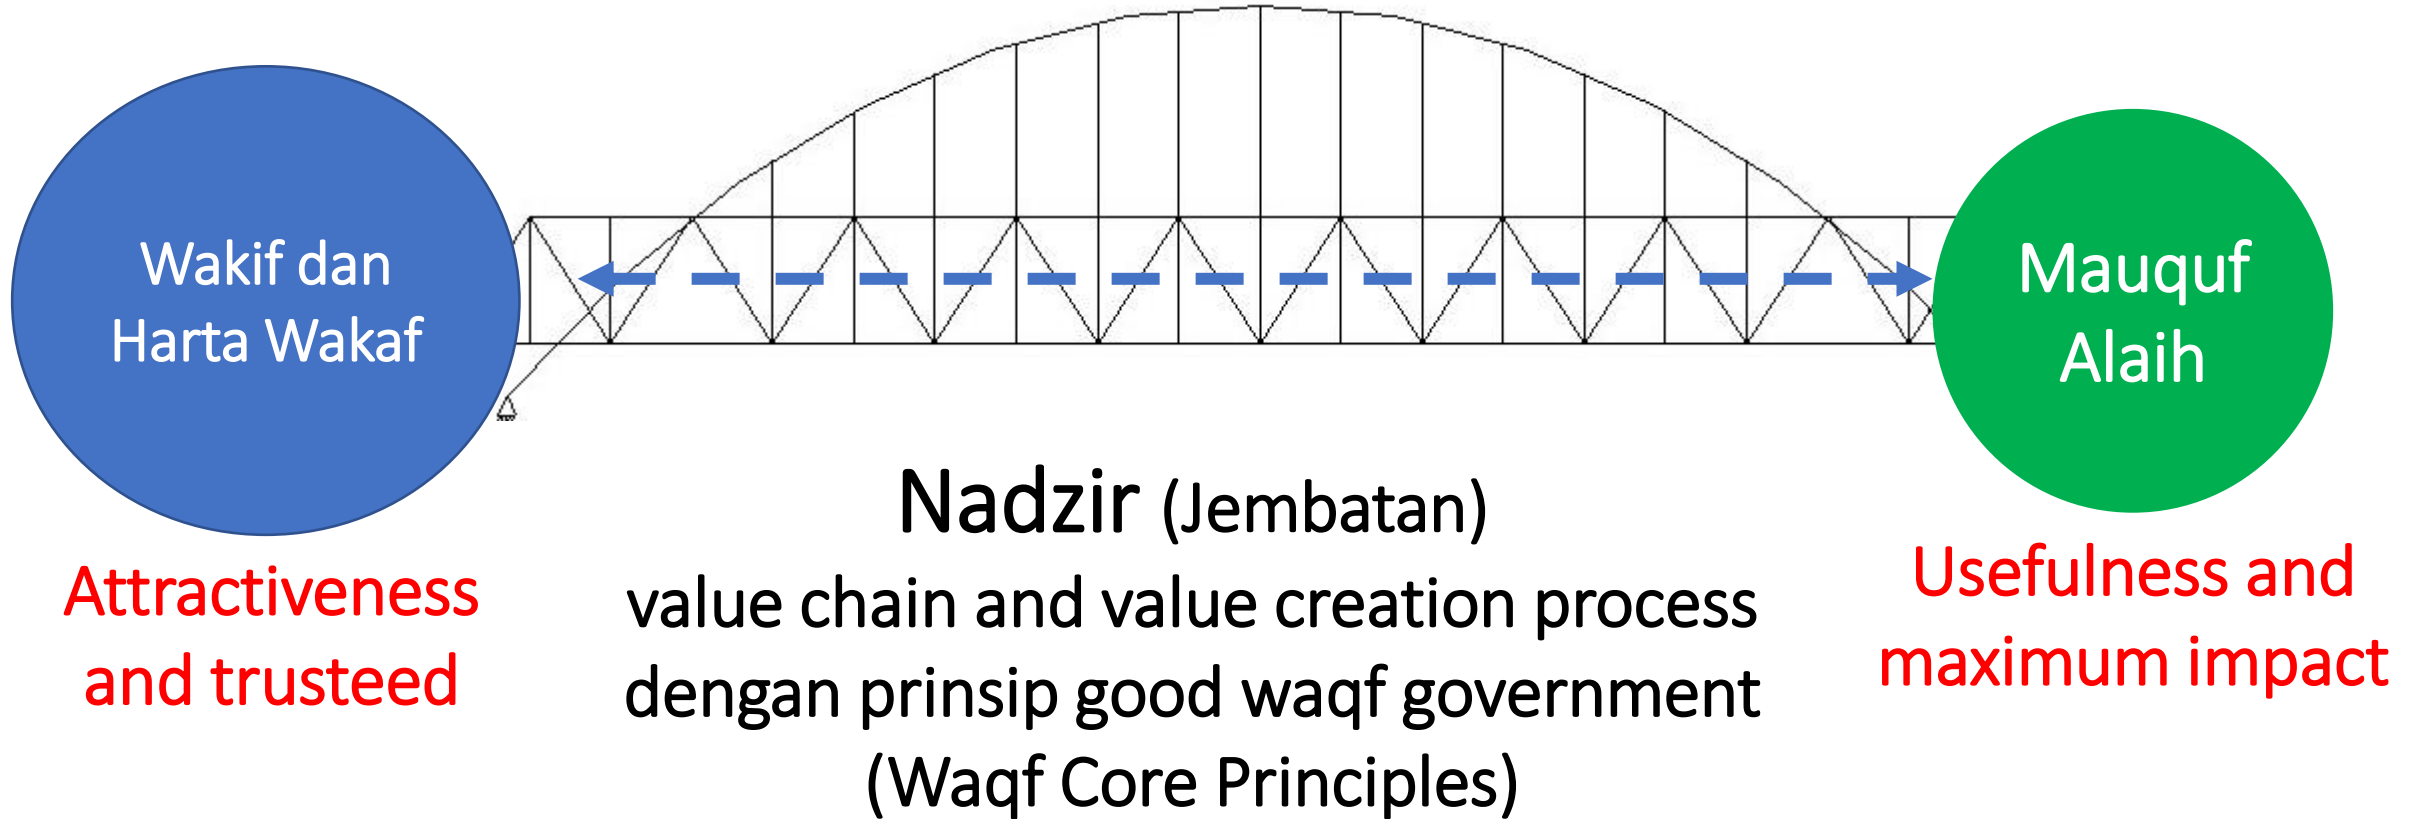 Wakif dan
Harta Wakaf
Mauquf
Alaih
Attractiveness
and trusteed
Nadzir (Jembatan)
value chain and value creation process
dengan prinsip good waqf government
(Waqf Core Principles)
Usefulness and
maximum impact